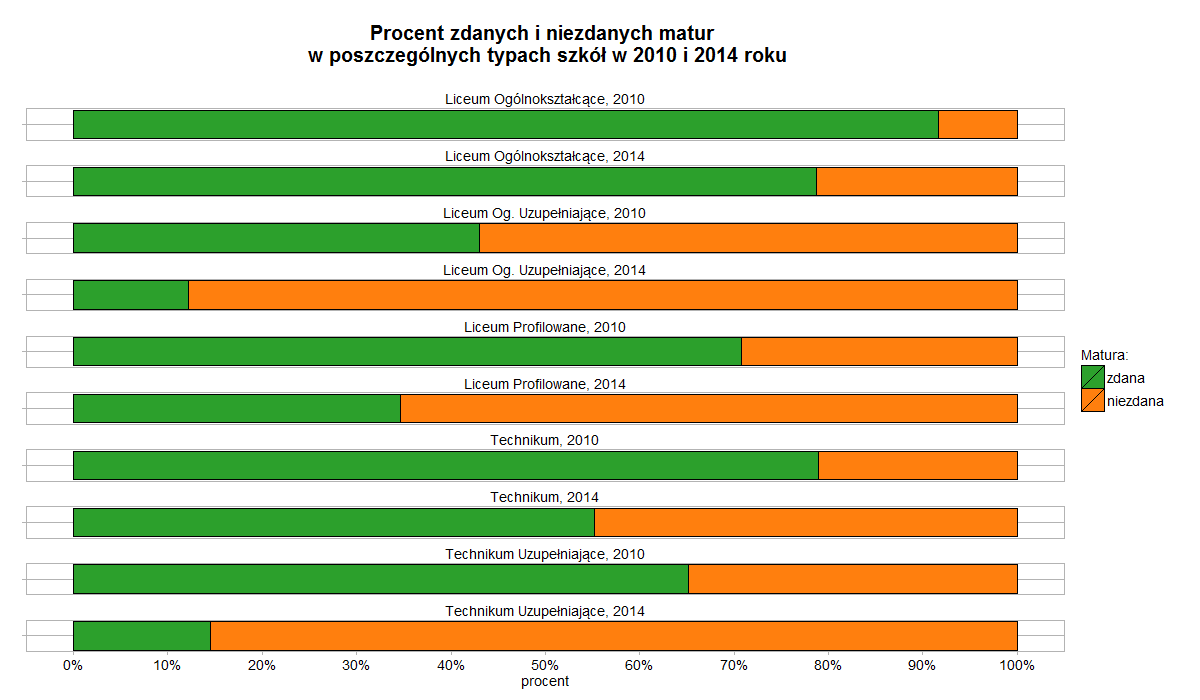 Procent zdanych i niezdanych matur
w poszczególnych typach szkół w 2010 i 2014 roku
Liceum Ogólnokształcące, 2010
Liceum Ogólnokształcące, 2014
Liceum Og. Uzupełniające, 2010
Liceum Og. Uzupełniające, 2014
Liceum Profilowane, 2010
Liceum Profilowane, 2014
Technikum, 2010
Technikum, 2014
Technikum Uzupełniające, 2010
Technikum Uzupełniające, 2014
0% 10% 20% 30% 40% 50% 60% 70% 80% 90% 100%
procent
Matura:
zdana
niezdana